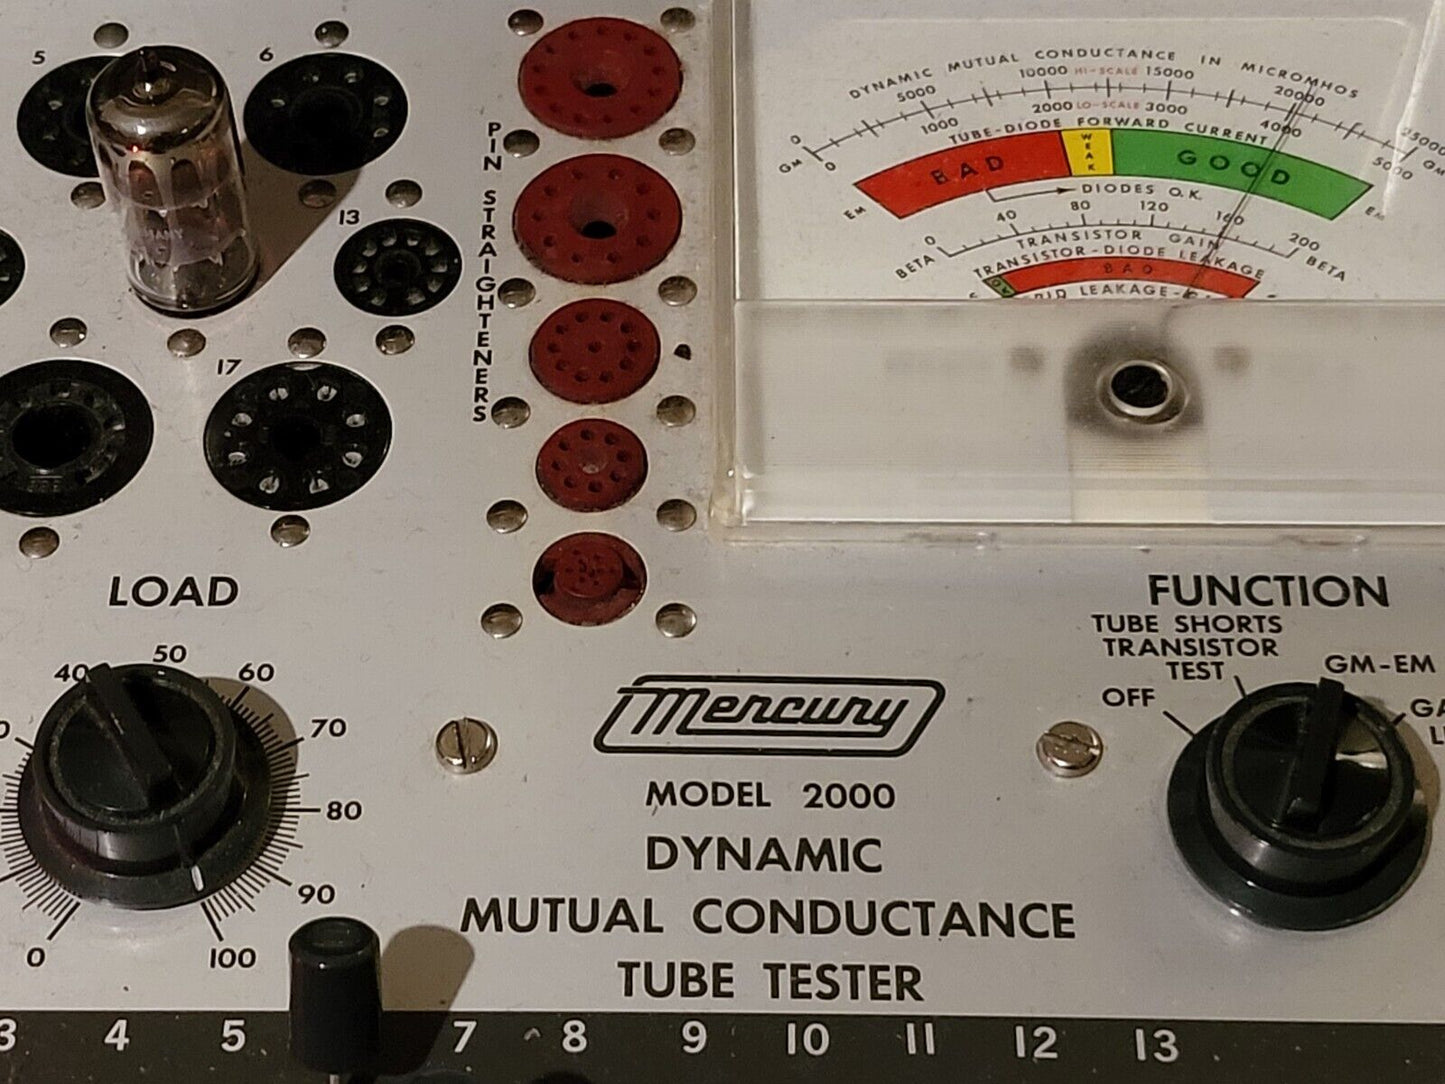 5
6
13
17
PIN STRAIGHTENERS
DYNAMIC MUTUAL CONDUCTANCE IN MICROMHOS
0 5000 10000 HI-SCALE 15000 20000 25000
GM GM
0 1000 2000 LO-SCALE 3000 4000 5000
TUBE-DIODE FORWARD CURRENT
BAD WEAK GOOD
EM EM
DIODES O.K.
0 40 80 120 160 200
BETA TRANSISTOR GAIN BETA
TRANSISTOR-DIODE LEAKAGE
BAD
LEAKAGE
LOAD
0 40 50 60 70 80 90 100
FUNCTION
TUBE SHORTS
TRANSISTOR
TEST
OFF
GM-EM
Mercury
MODEL 2000
DYNAMIC
MUTUAL CONDUCTANCE
TUBE TESTER
3 4 5 7 8 9 10 11 12 13